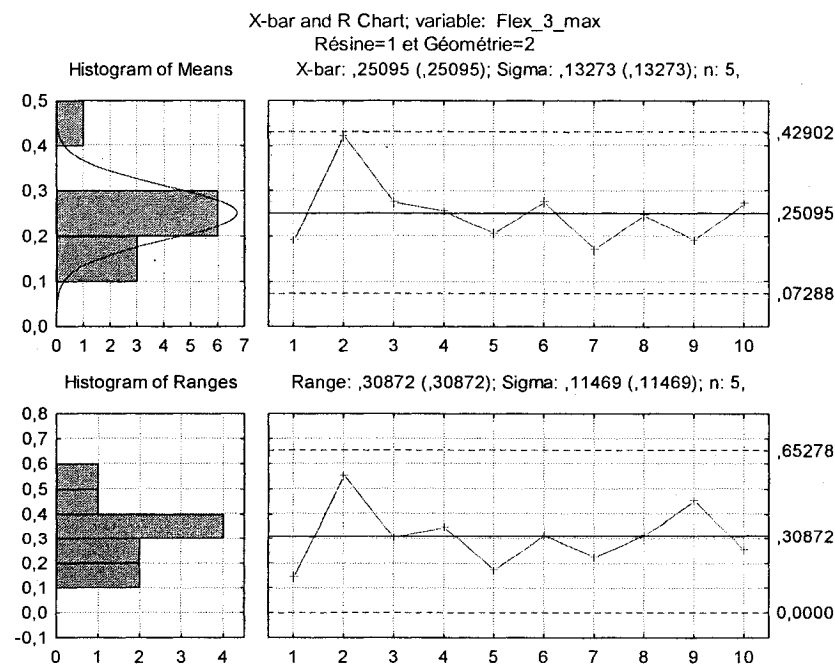 X-bar and R Chart; variable: Flex_3_max
Résine=1 et Géométrie=2
Histogram of Means
X-bar: ,25095 (,25095); Sigma: ,13273 (,13273); n: 5,
0,5
0,4
0,3
0,2
0,1
0,0
0 1 2 3 4 5 6 7
,42902
,25095
,07288
1 2 3 4 5 6 7 8 9 10
Histogram of Ranges
Range: ,30872 (,30872); Sigma: ,11469 (,11469); n: 5,
0,8
0,7
0,6
0,5
0,4
0,3
0,2
0,1
0,0
-0,1
0 1 2 3 4
,65278
,30872
0,0000
1 2 3 4 5 6 7 8 9 10